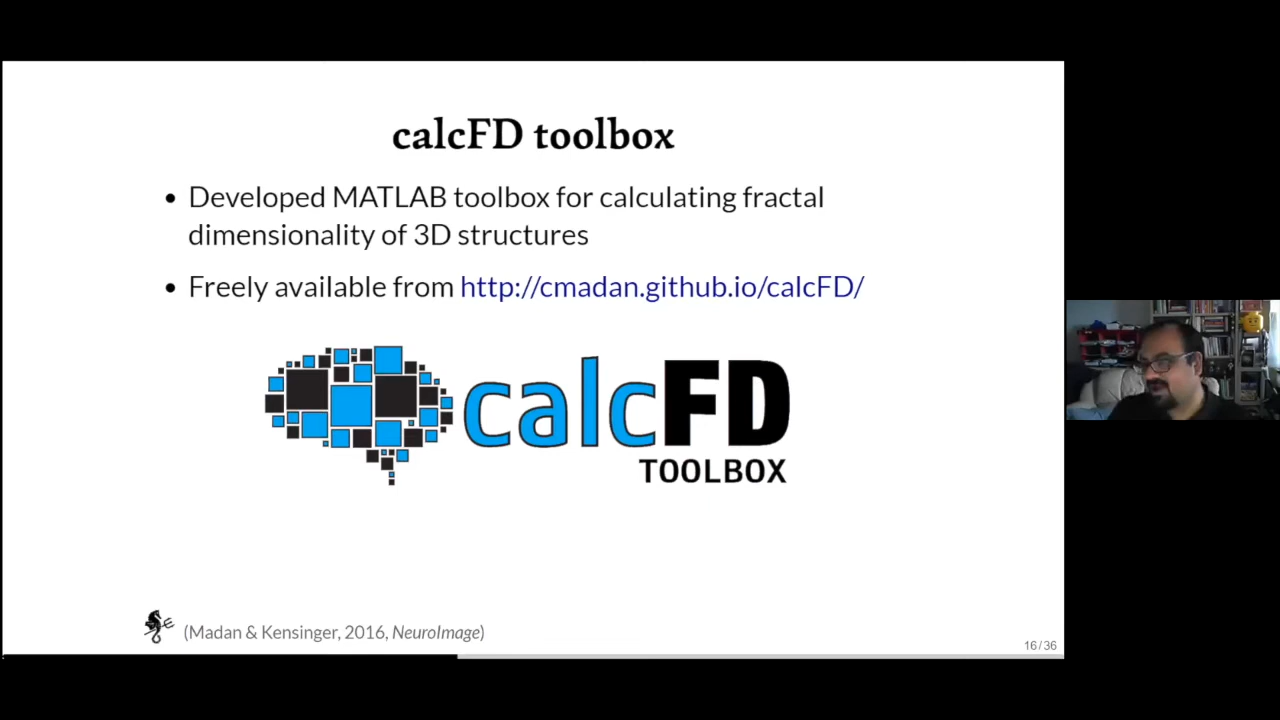 calcFD toolbox
• Developed MATLAB toolbox for calculating fractal
dimensionality of 3D structures
• Freely available from http://cmadan.github.io/calcFD/
calcFD
TOOLBOX
(Madan & Kensinger, 2016, NeuroImage)
16/36